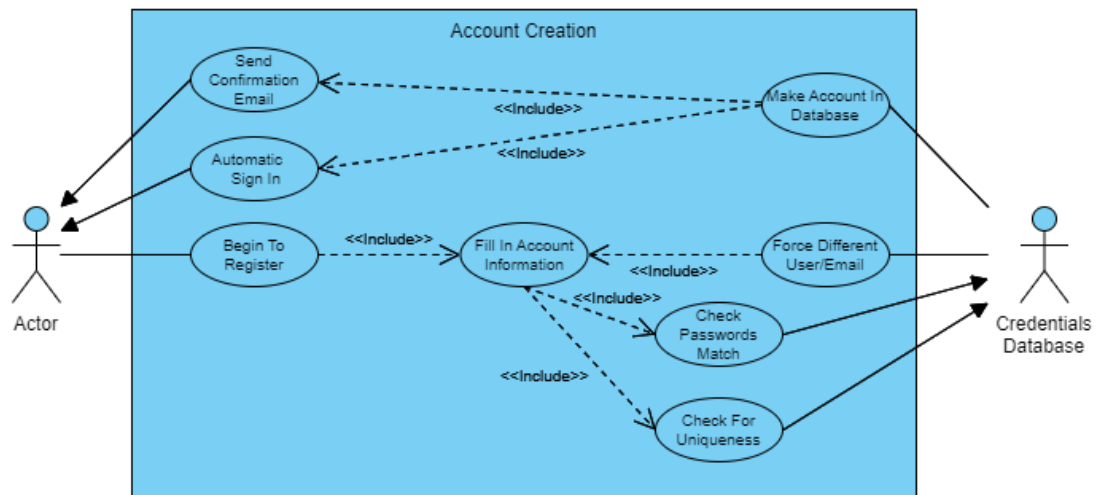 Account Creation
Send
Confirmation
Email
<<Include>>
Make Account In
Database
Automatic
Sign In
<<Include>>
Begin To
Register
<<Include>>
Fill In Account
Information
<<Include>>
Force Different
User/Email
<<Include>>
Check
Passwords
Match
<<Include>>
Check For
Uniqueness
Actor
Credentials
Database